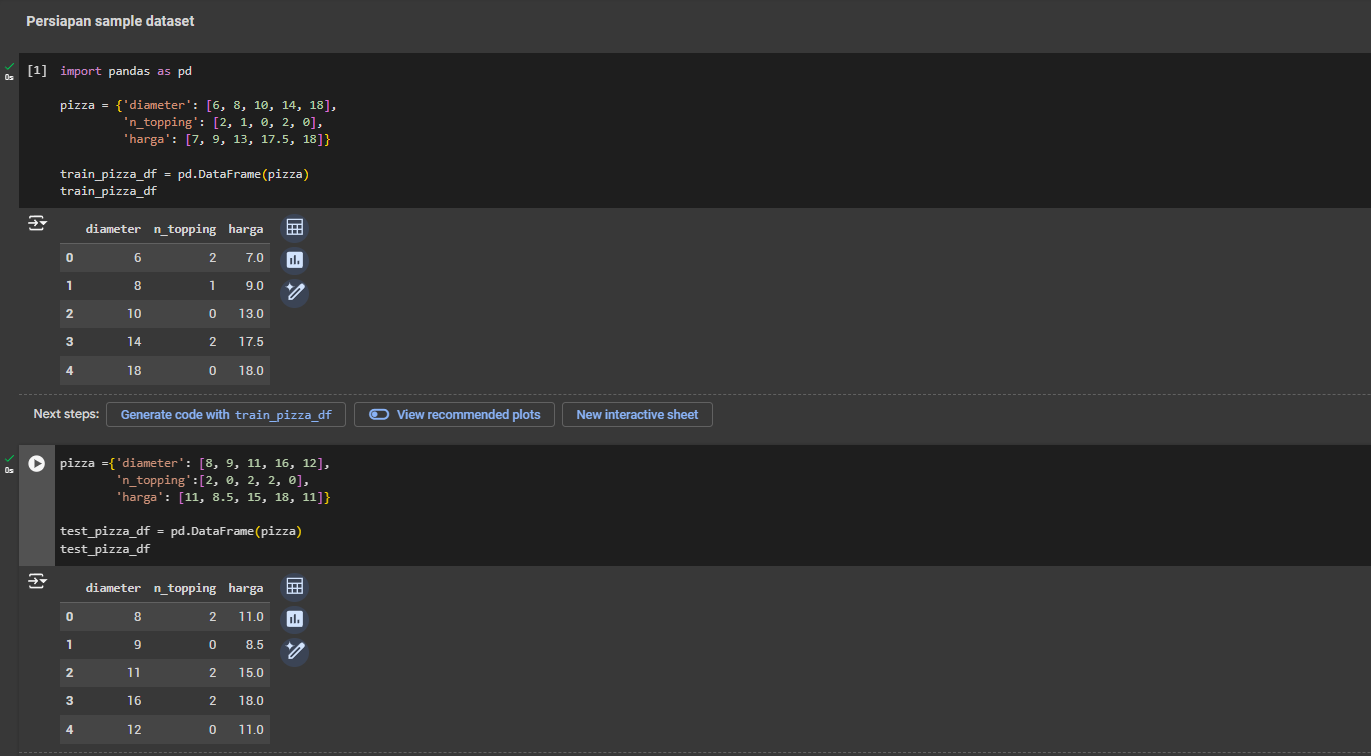 Persiapan sample dataset
0s
[1] import pandas as pd
pizza = {'diameter': [6, 8, 10, 14, 18],
'n_topping': [2, 1, 0, 2, 0],
'harga': [7, 9, 13, 17.5, 18]}
train_pizza_df = pd.DataFrame(pizza)
train_pizza_df
diameter n_topping harga
0 6 2 7.0
1 8 1 9.0
2 10 0 13.0
3 14 2 17.5
4 18 0 18.0
Next steps: Generate code with train_pizza_df View recommended plots New interactive sheet
0s
pizza ={'diameter': [8, 9, 11, 16, 12],
'n_topping':[2, 0, 2, 2, 0],
'harga': [11, 8.5, 15, 18, 11]}
test_pizza_df = pd.DataFrame(pizza)
test_pizza_df
diameter n_topping harga
0 8 2 11.0
1 9 0 8.5
2 11 2 15.0
3 16 2 18.0
4 12 0 11.0